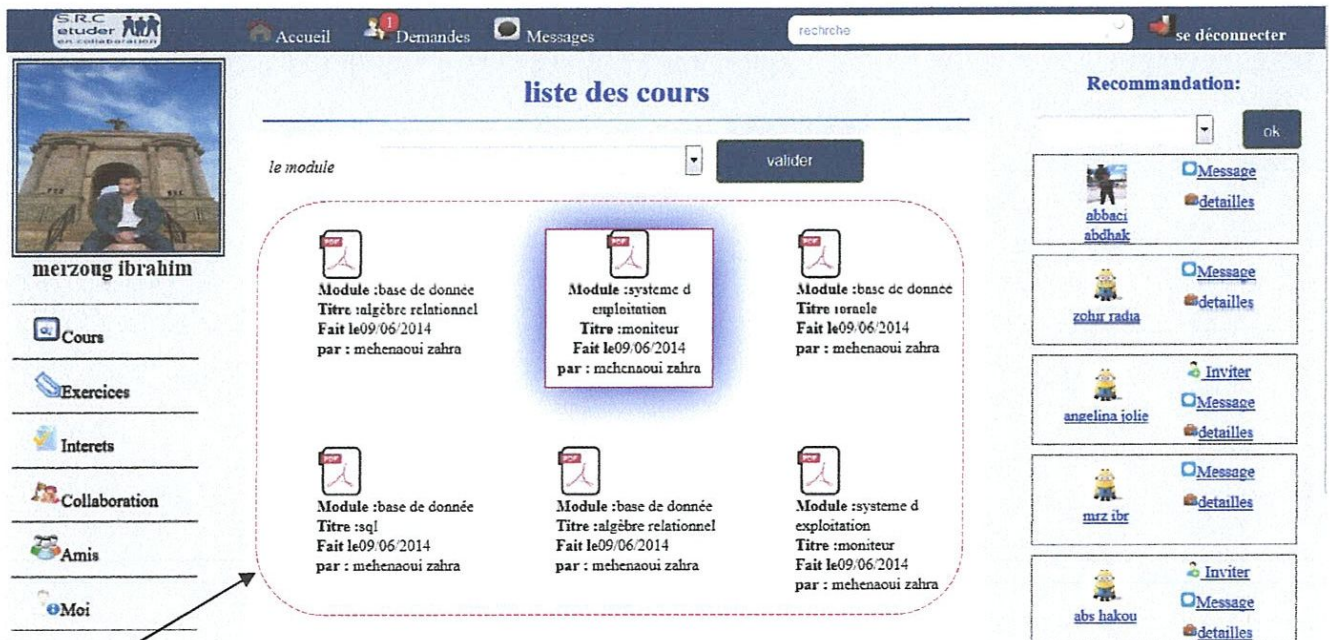 S.R.C
etuder
en collaboration
Accueil
1
Demandes
Messages
rechrche
se déconnecter
merzoug ibrahim
Cours
Exercices
Interets
Collaboration
Amis
Moi
liste des cours
le module
valider
PDF
Module :base de donnée
Titre :algèbre relationnel
Fait le09/06/2014
par : mehenaoui zahra
PDF
Module :systeme d
exploitation
Titre :moniteur
Fait le09/06/2014
par : mehenaoui zahra
PDF
Module :base de donnée
Titre :oracle
Fait le09/06/2014
par : mehenaoui zahra
PDF
Module :base de donnée
Titre :sql
Fait le09/06/2014
par : mehenaoui zahra
PDF
Module :base de donnée
Titre :algèbre relationnel
Fait le09/06/2014
par : mehenaoui zahra
PDF
Module :systeme d
exploitation
Titre :moniteur
Fait le09/06/2014
par : mehenaoui zahra
Recommandation:
ok
abbaci
abdhak
Message
detailles
zohir radia
Message
detailles
angelina jolie
Inviter
Message
detailles
mrz ibr
Message
detailles
abs hakou
Inviter
Message
detailles